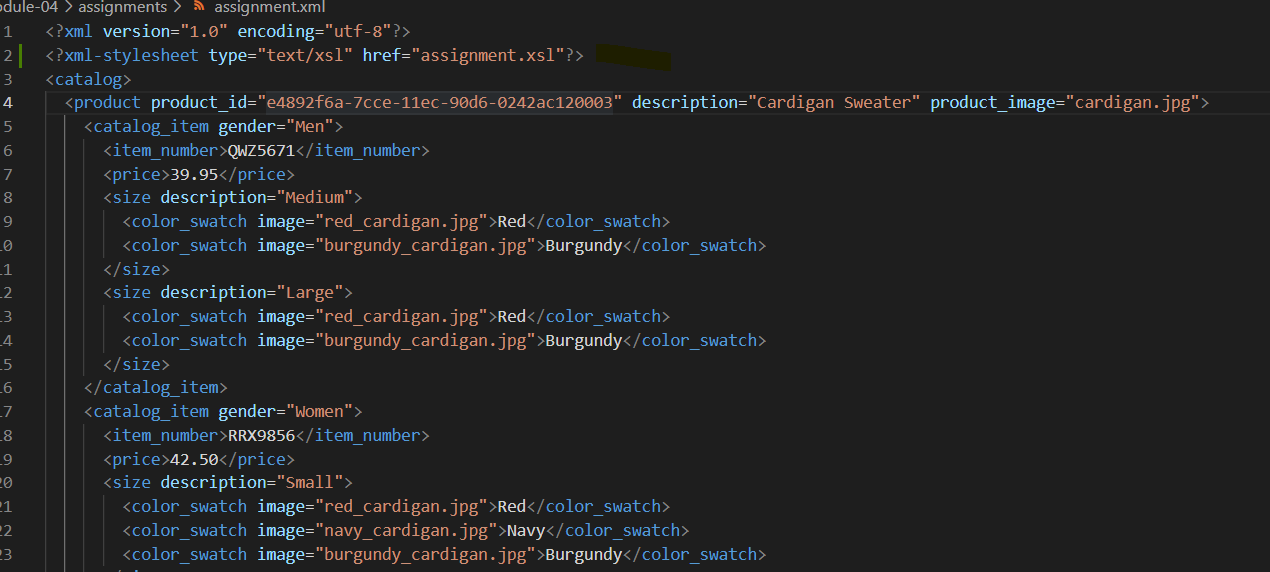 odule-04 > assignments > assignment.xml
1 <?xml version="1.0" encoding="utf-8"?>
2 <?xml-stylesheet type="text/xsl" href="assignment.xsl"?>
3 <catalog>
4 <product product_id="e4892f6a-7cce-11ec-90d6-0242ac120003" description="Cardigan Sweater" product_image="cardigan.jpg">
5 <catalog_item gender="Men">
6 <item_number>QWZ5671</item_number>
7 <price>39.95</price>
8 <size description="Medium">
9 <color_swatch image="red_cardigan.jpg">Red</color_swatch>
10 <color_swatch image="burgundy_cardigan.jpg">Burgundy</color_swatch>
11 </size>
12 <size description="Large">
13 <color_swatch image="red_cardigan.jpg">Red</color_swatch>
14 <color_swatch image="burgundy_cardigan.jpg">Burgundy</color_swatch>
15 </size>
16 </catalog_item>
17 <catalog_item gender="Women">
18 <item_number>RRX9856</item_number>
19 <price>42.50</price>
20 <size description="Small">
21 <color_swatch image="red_cardigan.jpg">Red</color_swatch>
22 <color_swatch image="navy_cardigan.jpg">Navy</color_swatch>
23 <color_swatch image="burgundy_cardigan.jpg">Burgundy</color_swatch>